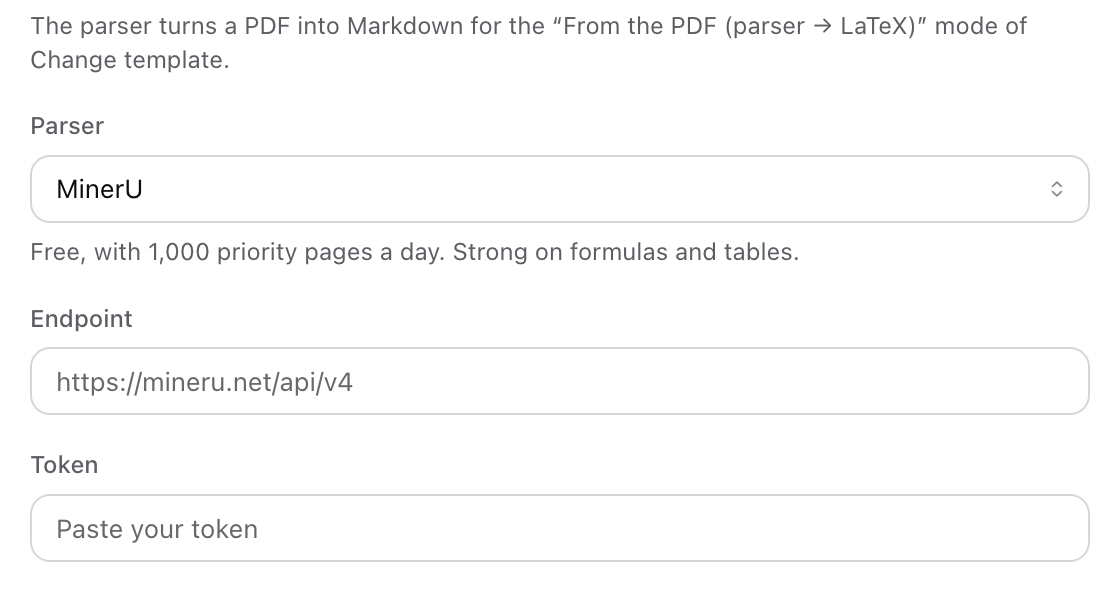 The parser turns a PDF into Markdown for the “From the PDF (parser → LaTeX)” mode of
Change template.
Parser
MinerU
Free, with 1,000 priority pages a day. Strong on formulas and tables.
Endpoint
https://mineru.net/api/v4
Token
Paste your token